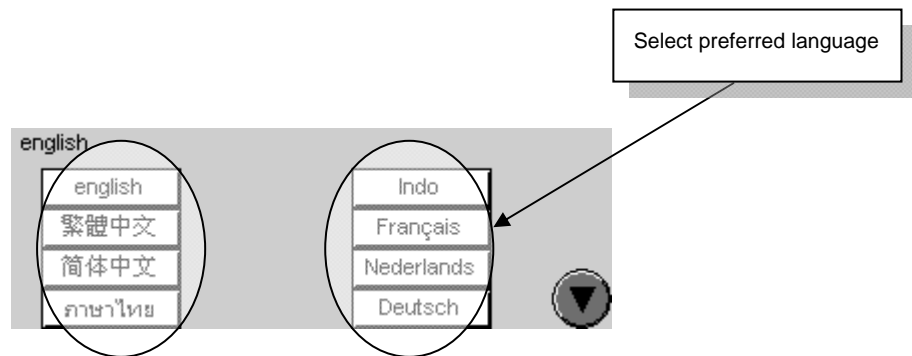 Select preferred language
english
english
繁體中文
简体中文
ภาษาไทย
Indo
Français
Nederlands
Deutsch